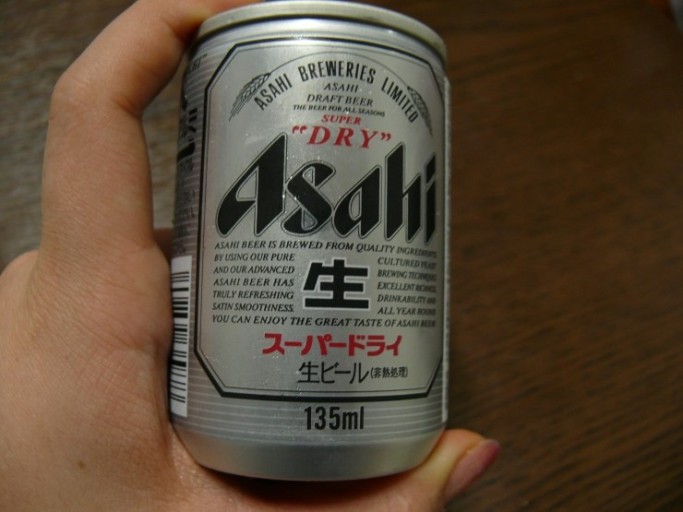 ASAHI BREWERIES LIMITED
ASAHI
DRAFT BEER
THE BEER FOR ALL SEASONS
SUPER
"DRY"
Asahi
ASAHI BEER IS BREWED FROM QUALITY INGREDIENTS
BY USING OUR PURE CULTURED YEAST
AND OUR ADVANCED BREWING TECHNIQUES
ASAHI BEER HAS EXCELLENT RICHNESS
TRULY REFRESHING DRINKABILITY AND
SATIN SMOOTHNESS. ALL YEAR ROUND
生
YOU CAN ENJOY THE GREAT TASTE OF ASAHI BEER
スーパードライ
生ビール(非熱処理)
135ml